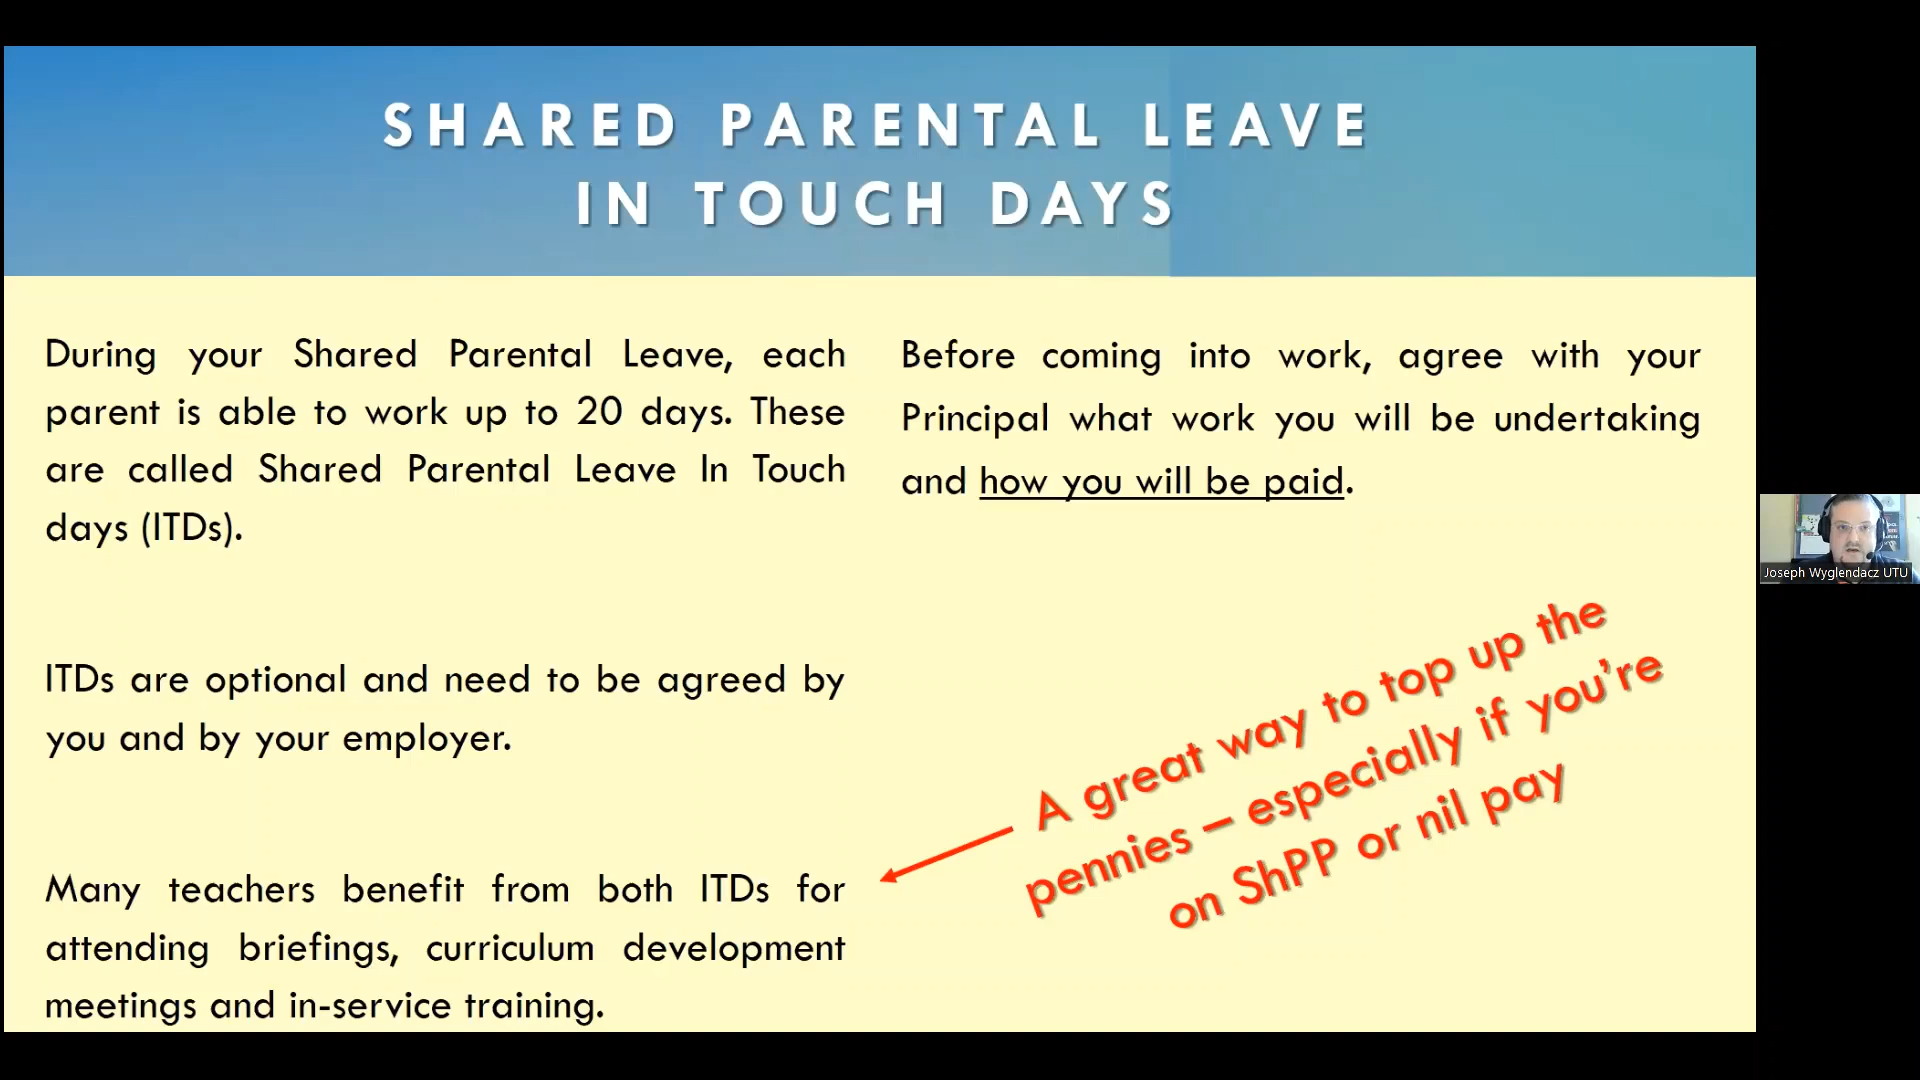 SHARED PARENTAL LEAVE
IN TOUCH DAYS
During your Shared Parental Leave, each
parent is able to work up to 20 days. These
are called Shared Parental Leave In Touch
days (ITDs).
ITDs are optional and need to be agreed by
you and by your employer.
Many teachers benefit from both ITDs for
attending briefings, curriculum development
meetings and in-service training.
Before coming into work, agree with your
Principal what work you will be undertaking
and how you will be paid.
A great way to top up the
pennies – especially if you’re
on ShPP or nil pay
Joseph Wyglendacz UTU